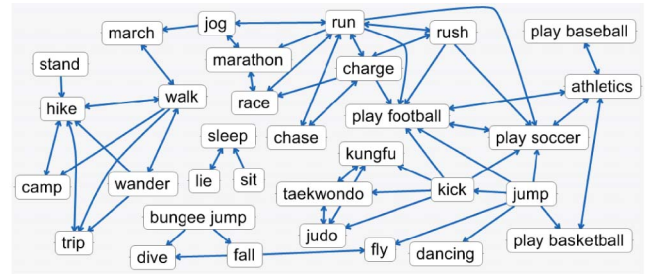 jog
run
march
rush
play baseball
stand
marathon
charge
athletics
hike
walk
race
play football
chase
play soccer
sleep
kungfu
camp
wander
lie
sit
taekwondo
kick
jump
bungee jump
trip
judo
play basketball
dive
fall
fly
dancing